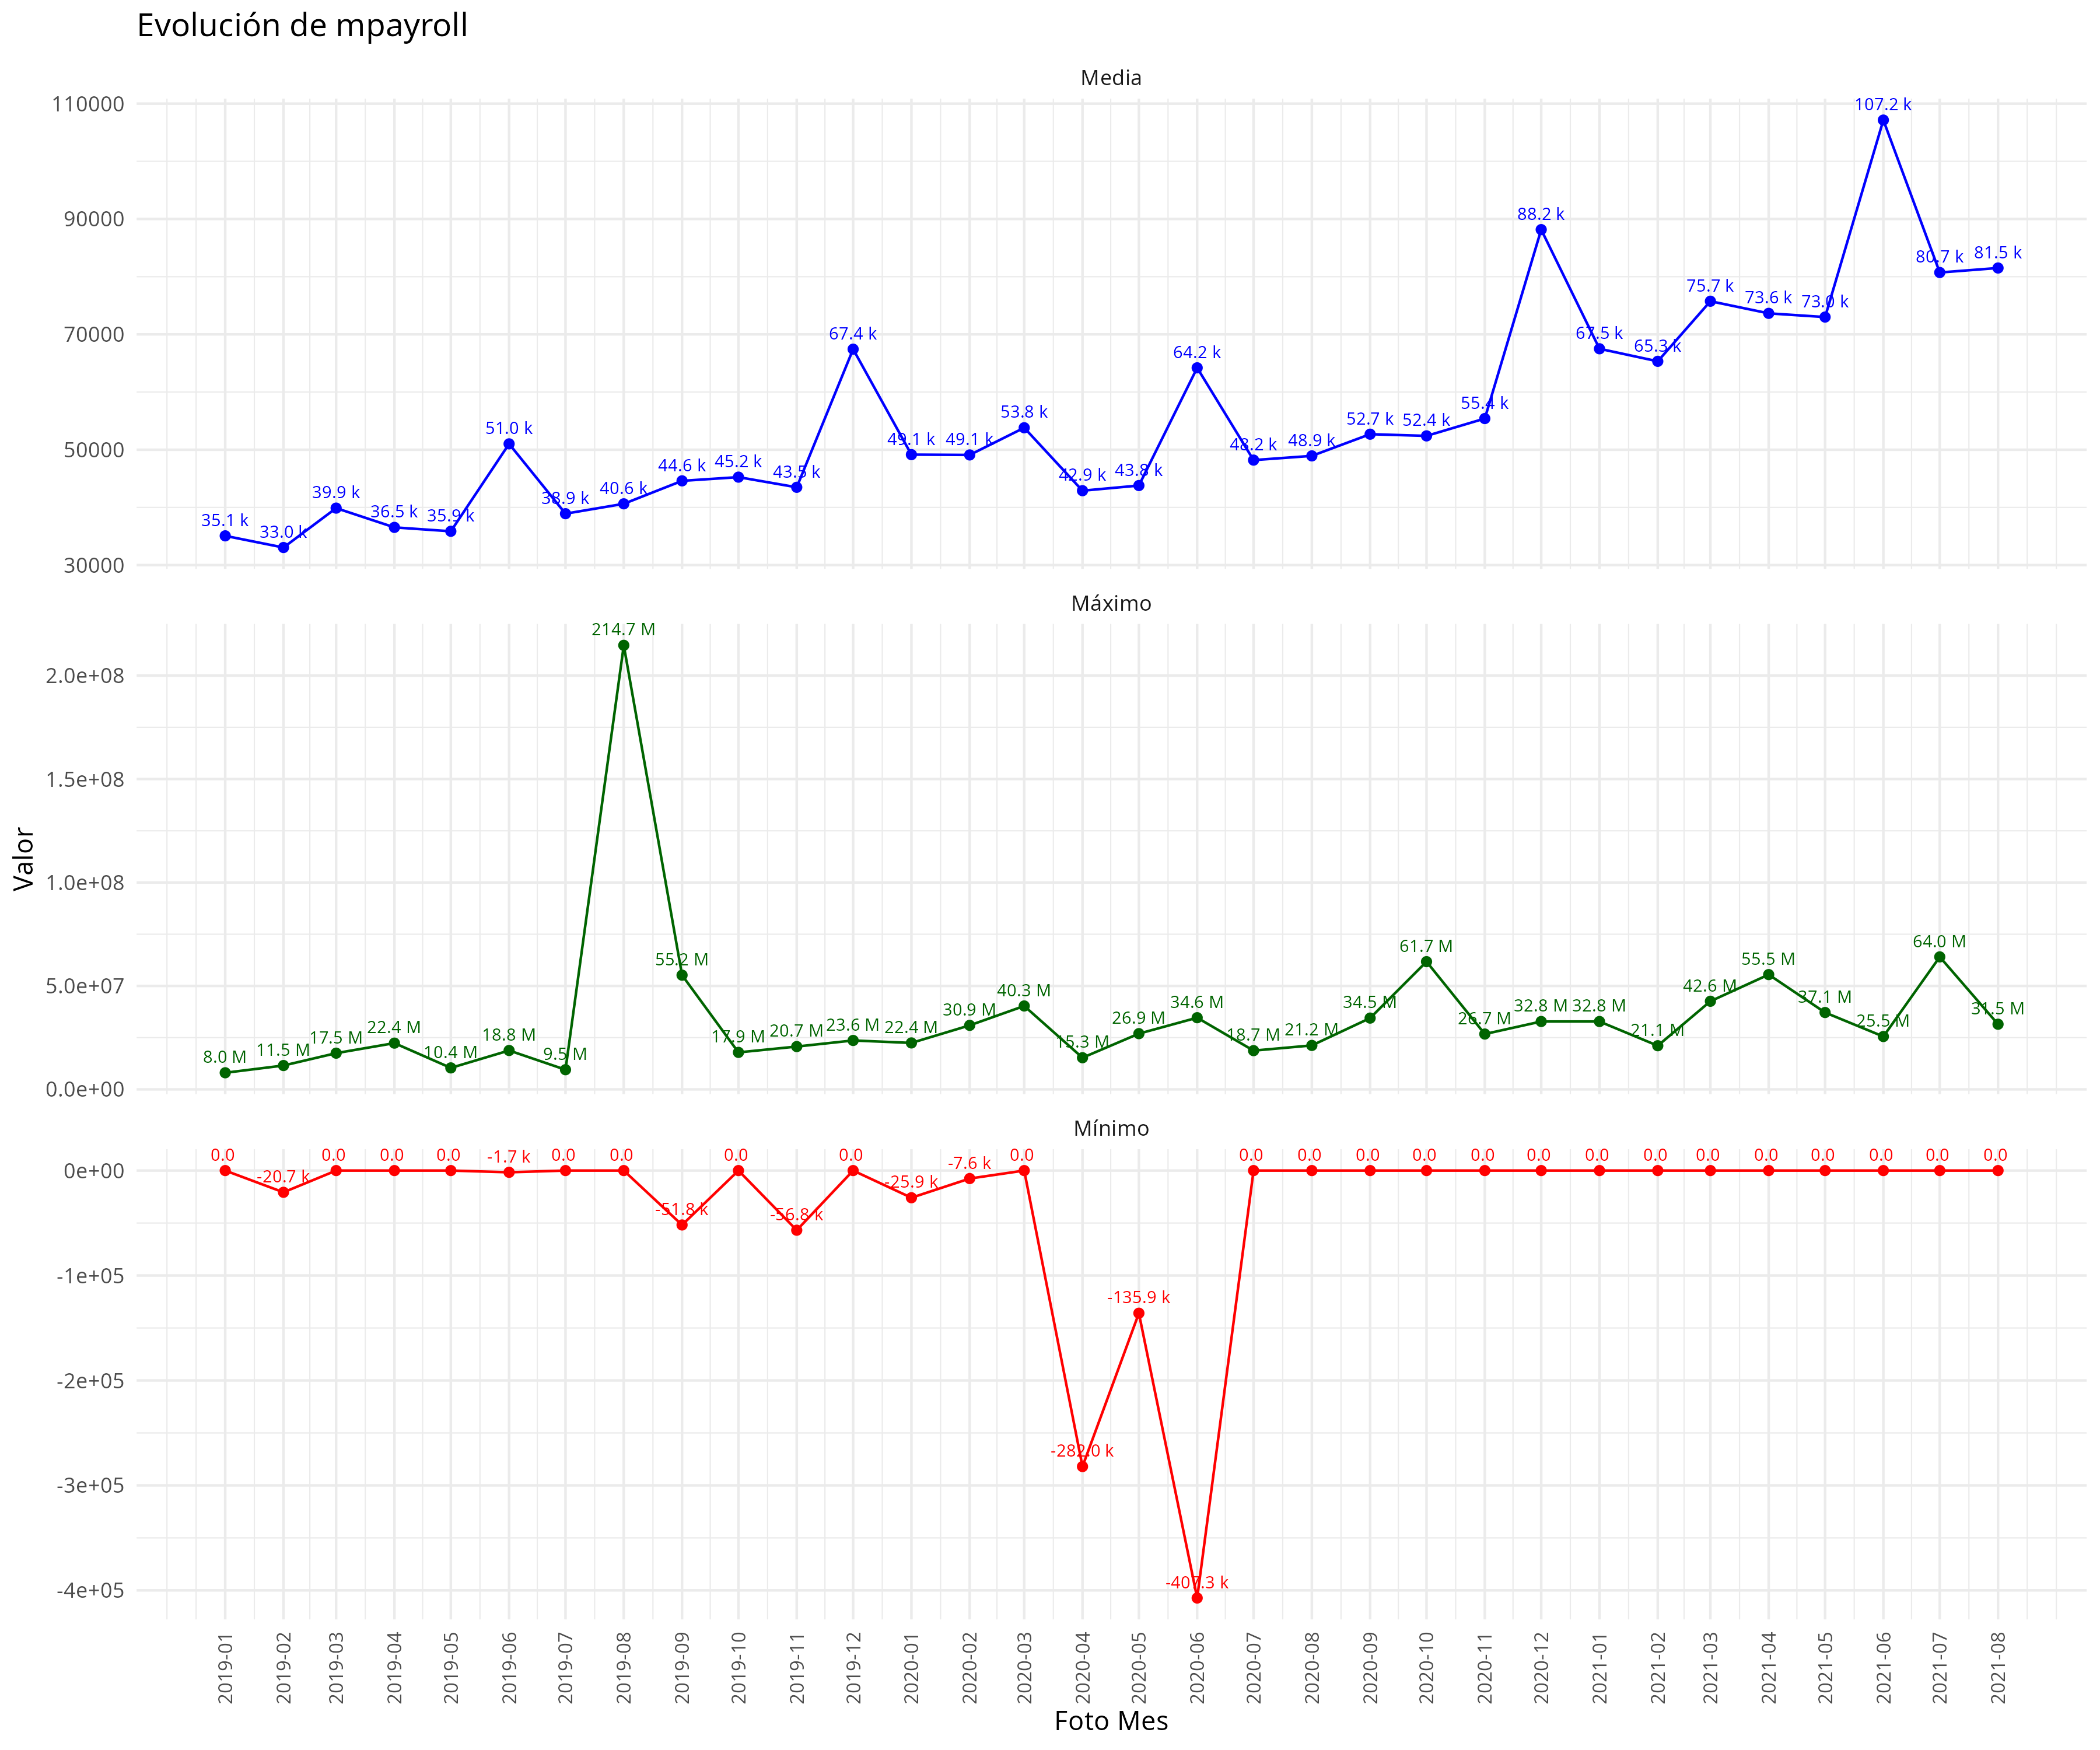 Evolución de mpayroll
Media
110000
90000
70000
50000
30000
35.1 k
33.0 k
39.9 k
36.5 k
35.9 k
51.0 k
38.9 k
40.6 k
44.6 k
45.2 k
43.5 k
67.4 k
49.1 k
49.1 k
53.8 k
42.9 k
43.8 k
64.2 k
48.2 k
48.9 k
52.7 k
52.4 k
55.4 k
88.2 k
67.5 k
65.3 k
75.7 k
73.6 k
73.0 k
107.2 k
80.7 k
81.5 k
Valor
Máximo
2.0e+08
1.5e+08
1.0e+08
5.0e+07
0.0e+00
8.0 M
11.5 M
17.5 M
22.4 M
10.4 M
18.8 M
9.5 M
214.7 M
55.2 M
17.9 M
20.7 M
23.6 M
22.4 M
30.9 M
40.3 M
15.3 M
26.9 M
34.6 M
18.7 M
21.2 M
34.5 M
61.7 M
26.7 M
32.8 M
32.8 M
21.1 M
42.6 M
55.5 M
37.1 M
25.5 M
64.0 M
31.5 M
Mínimo
0e+00
-1e+05
-2e+05
-3e+05
-4e+05
0.0
-20.7 k
0.0
0.0
0.0
-1.7 k
0.0
0.0
-51.8 k
0.0
-56.8 k
0.0
-25.9 k
-7.6 k
0.0
-282.0 k
-135.9 k
-407.3 k
0.0
0.0
0.0
0.0
0.0
0.0
0.0
0.0
0.0
0.0
0.0
0.0
0.0
0.0
2019-01
2019-02
2019-03
2019-04
2019-05
2019-06
2019-07
2019-08
2019-09
2019-10
2019-11
2019-12
2020-01
2020-02
2020-03
2020-04
2020-05
2020-06
2020-07
2020-08
2020-09
2020-10
2020-11
2020-12
2021-01
2021-02
2021-03
2021-04
2021-05
2021-06
2021-07
2021-08
Foto Mes